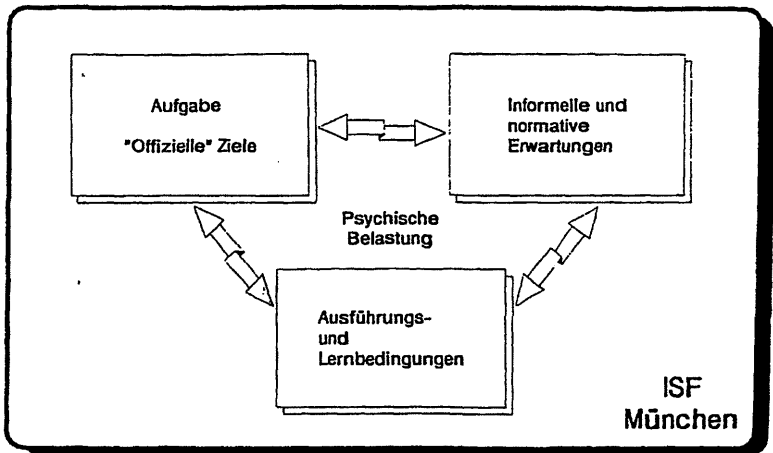 Aufgabe
"Offizielle" Ziele
Informelle und
normative
Erwartungen
Psychische
Belastung
Ausführungs-
und
Lernbedingungen
ISF
München